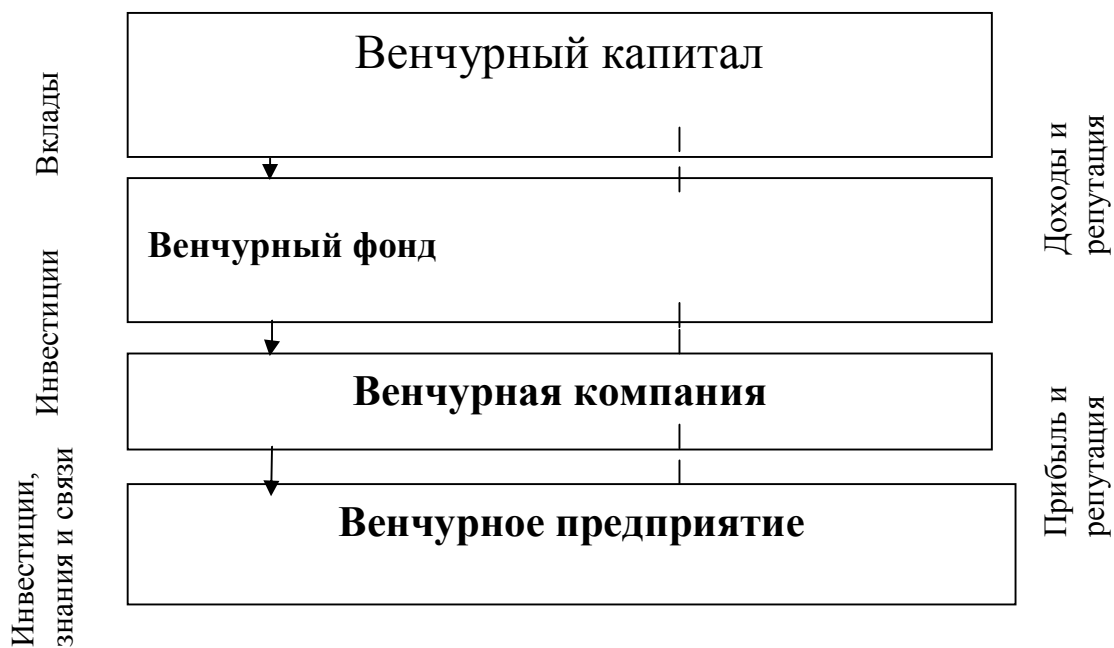 Венчурный капитал
Вклады
Доходы и
репутация
Венчурный фонд
Инвестиции
Венчурная компания
Прибыль и
репутация
Инвестиции,
знания и связи
Венчурное предприятие